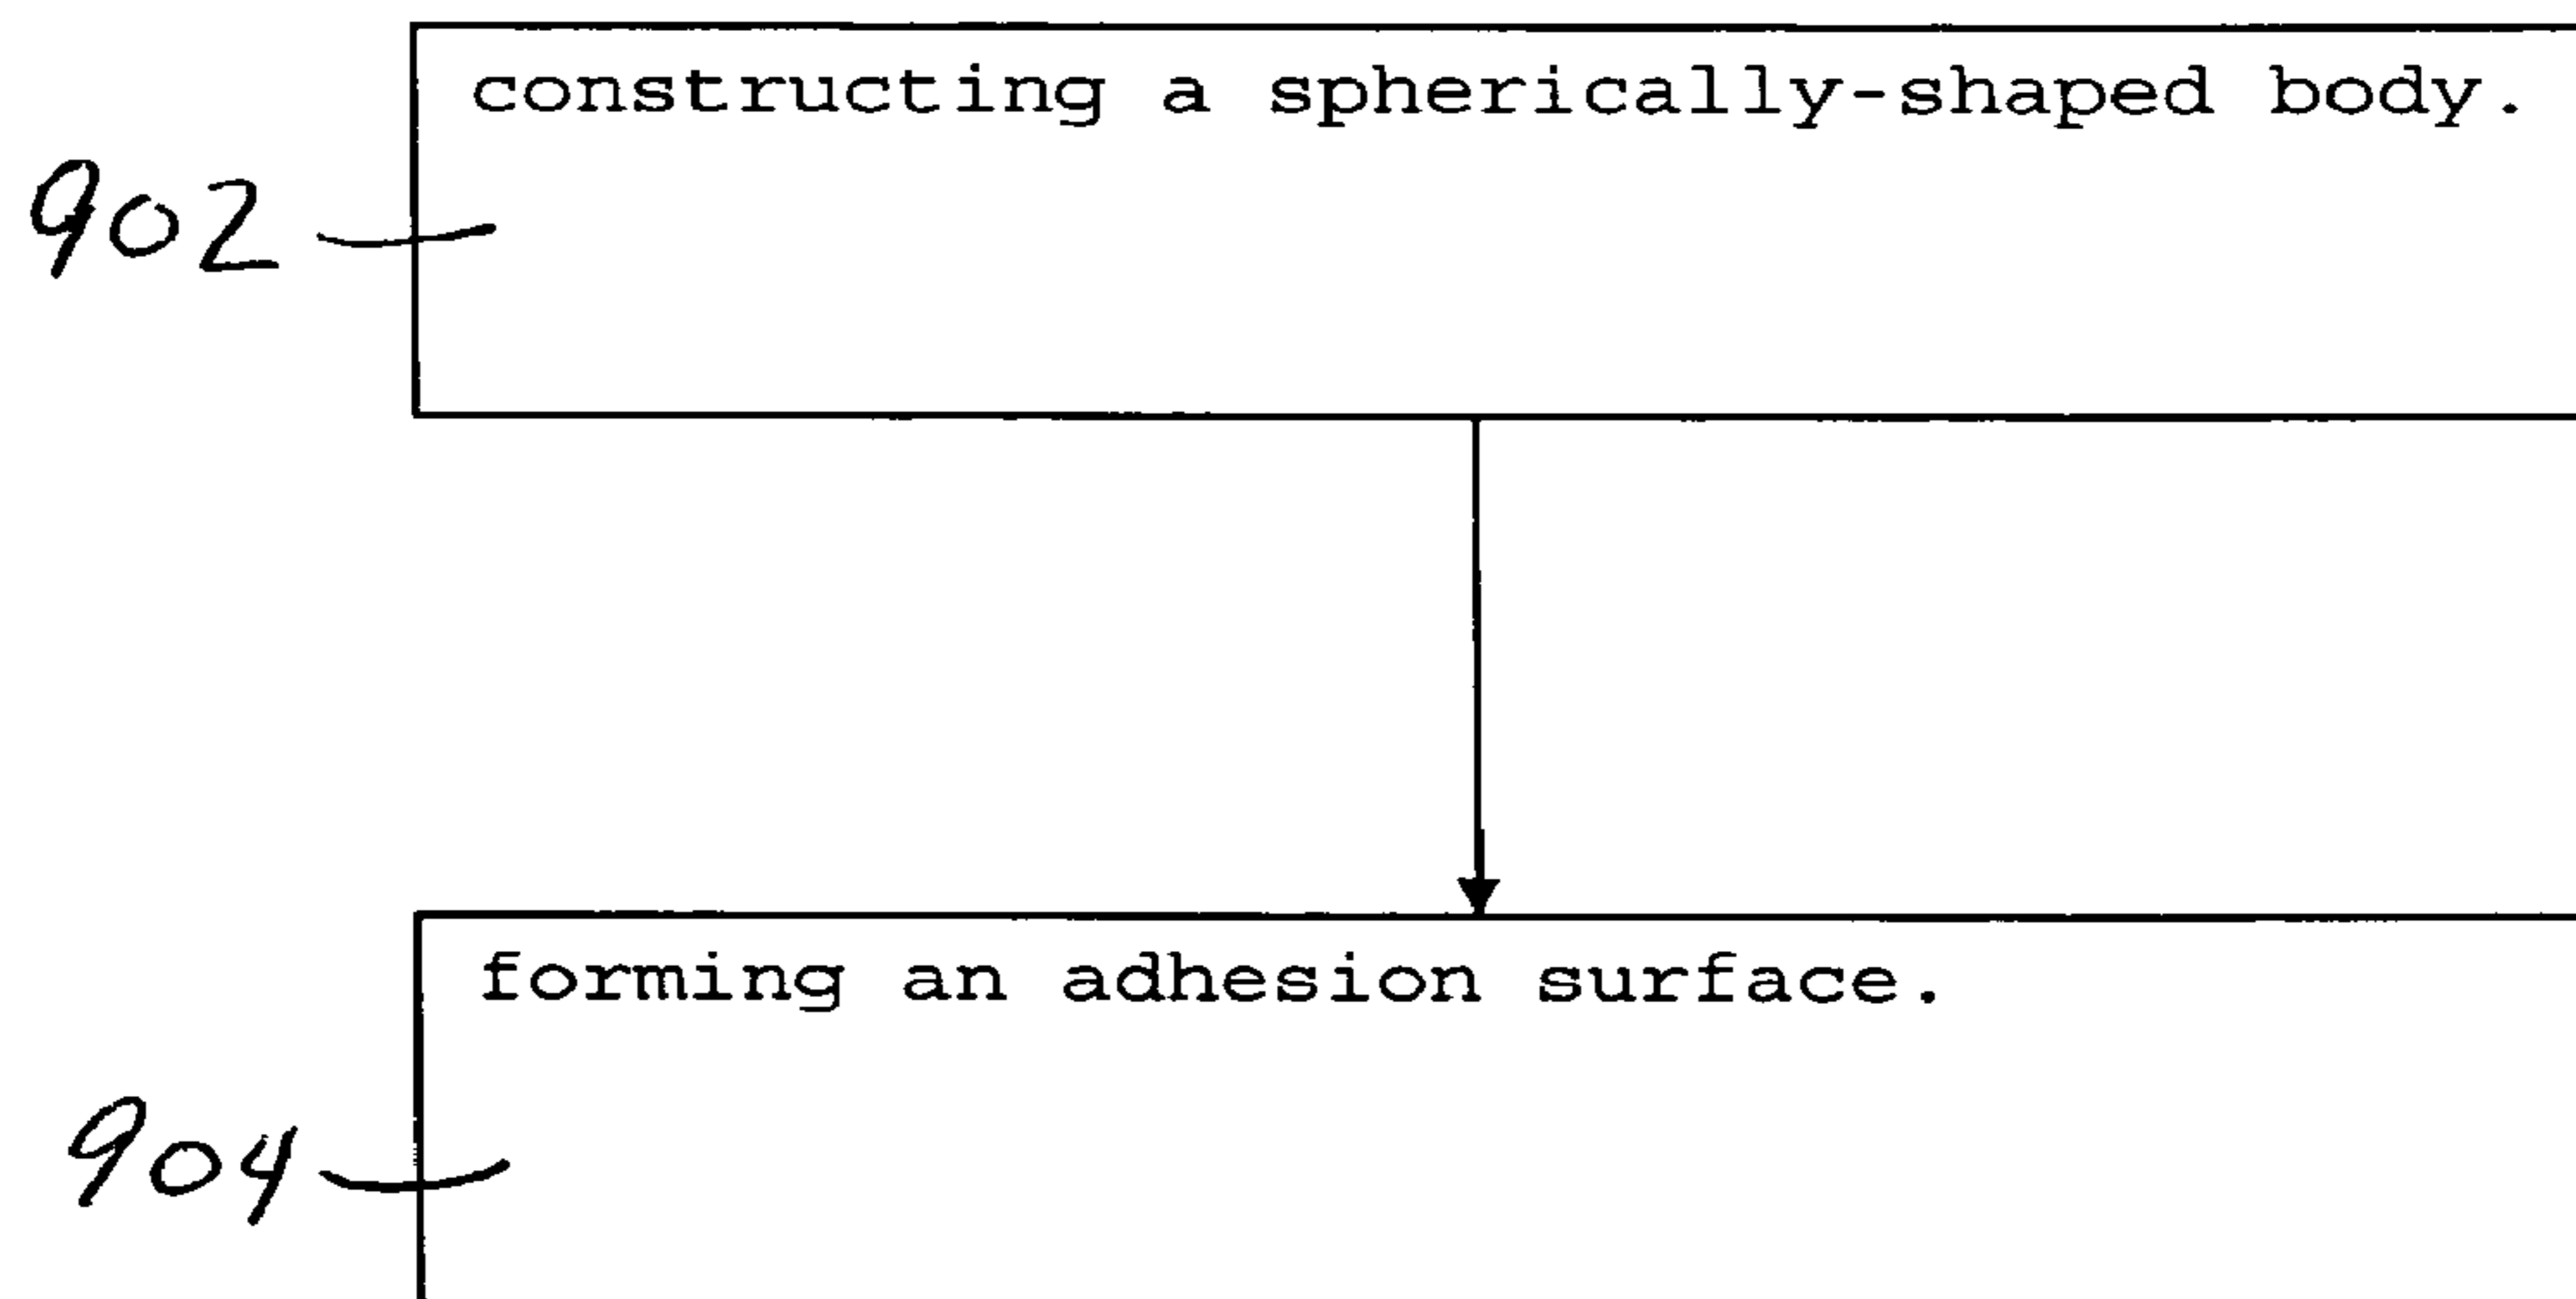 constructing a spherically-shaped body.
902
forming an adhesion surface.
904